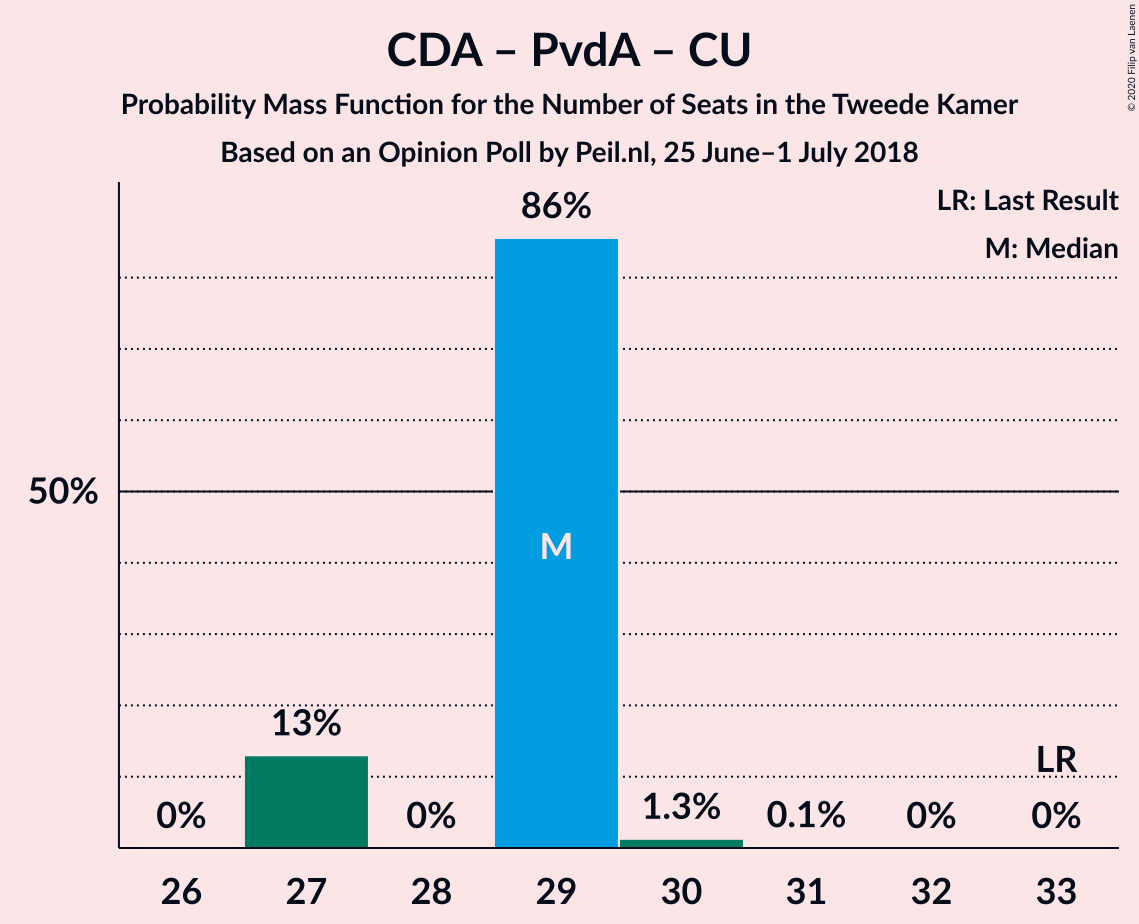 CDA – PvdA – CU
Probability Mass Function for the Number of Seats in the Tweede Kamer
Based on an Opinion Poll by Peil.nl, 25 June–1 July 2018
© 2020 Filip van Laenen
LR: Last Result
M: Median
86%
50%
M
13%
LR
0%
0%
1.3%
0.1%
0%
0%
26 27 28 29 30 31 32 33